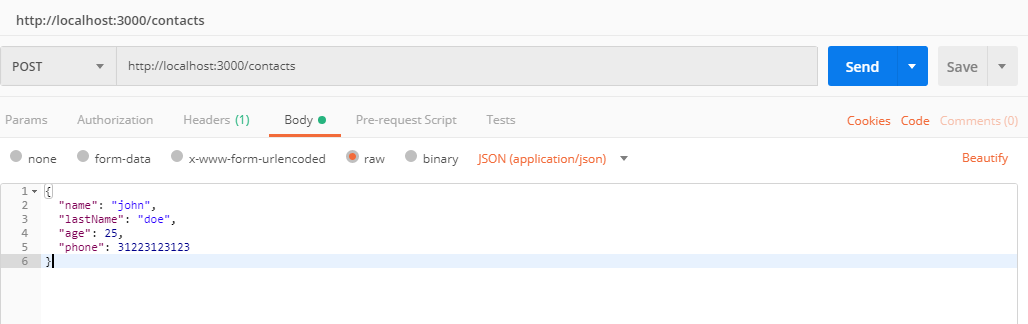 http://localhost:3000/contacts
POST http://localhost:3000/contacts Send Save
Params Authorization Headers (1) Body Pre-request Script Tests Cookies Code Comments (0)
none form-data x-www-form-urlencoded raw binary JSON (application/json) Beautify
1 {
2 "name": "john",
3 "lastName": "doe",
4 "age": 25,
5 "phone": 31223123123
6 }